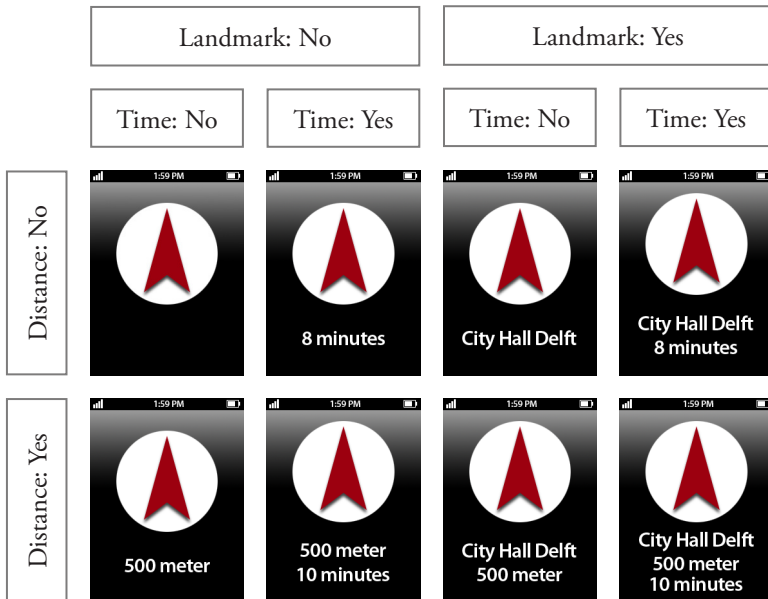 Landmark: No
Landmark: Yes
Time: No
Time: Yes
Time: No
Time: Yes
Distance: No
1:59 PM
1:59 PM
8 minutes
1:59 PM
City Hall Delft
1:59 PM
City Hall Delft
8 minutes
Distance: Yes
1:59 PM
500 meter
1:59 PM
500 meter
10 minutes
1:59 PM
City Hall Delft
500 meter
1:59 PM
City Hall Delft
500 meter
10 minutes